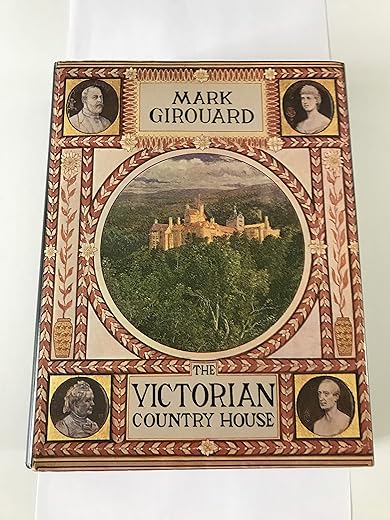 MARK
GIROUARD
THE
VICTORIAN
COUNTRY HOUSE